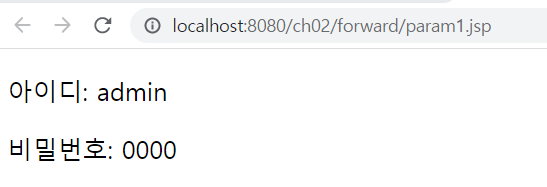 localhost:8080/ch02/forward/param1.jsp
아이디: admin
비밀번호: 0000